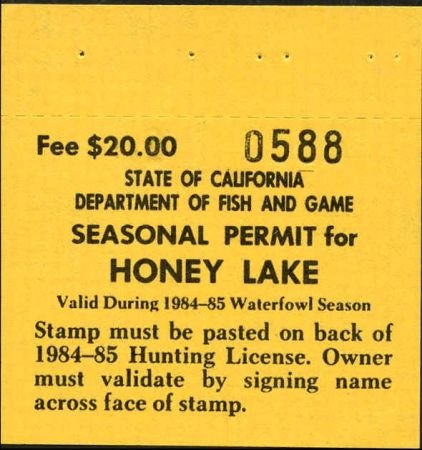 Fee $20.00 0588
STATE OF CALIFORNIA
DEPARTMENT OF FISH AND GAME
SEASONAL PERMIT for
HONEY LAKE
Valid During 1984–85 Waterfowl Season
Stamp must be pasted on back of
1984–85 Hunting License. Owner
must validate by signing name
across face of stamp.